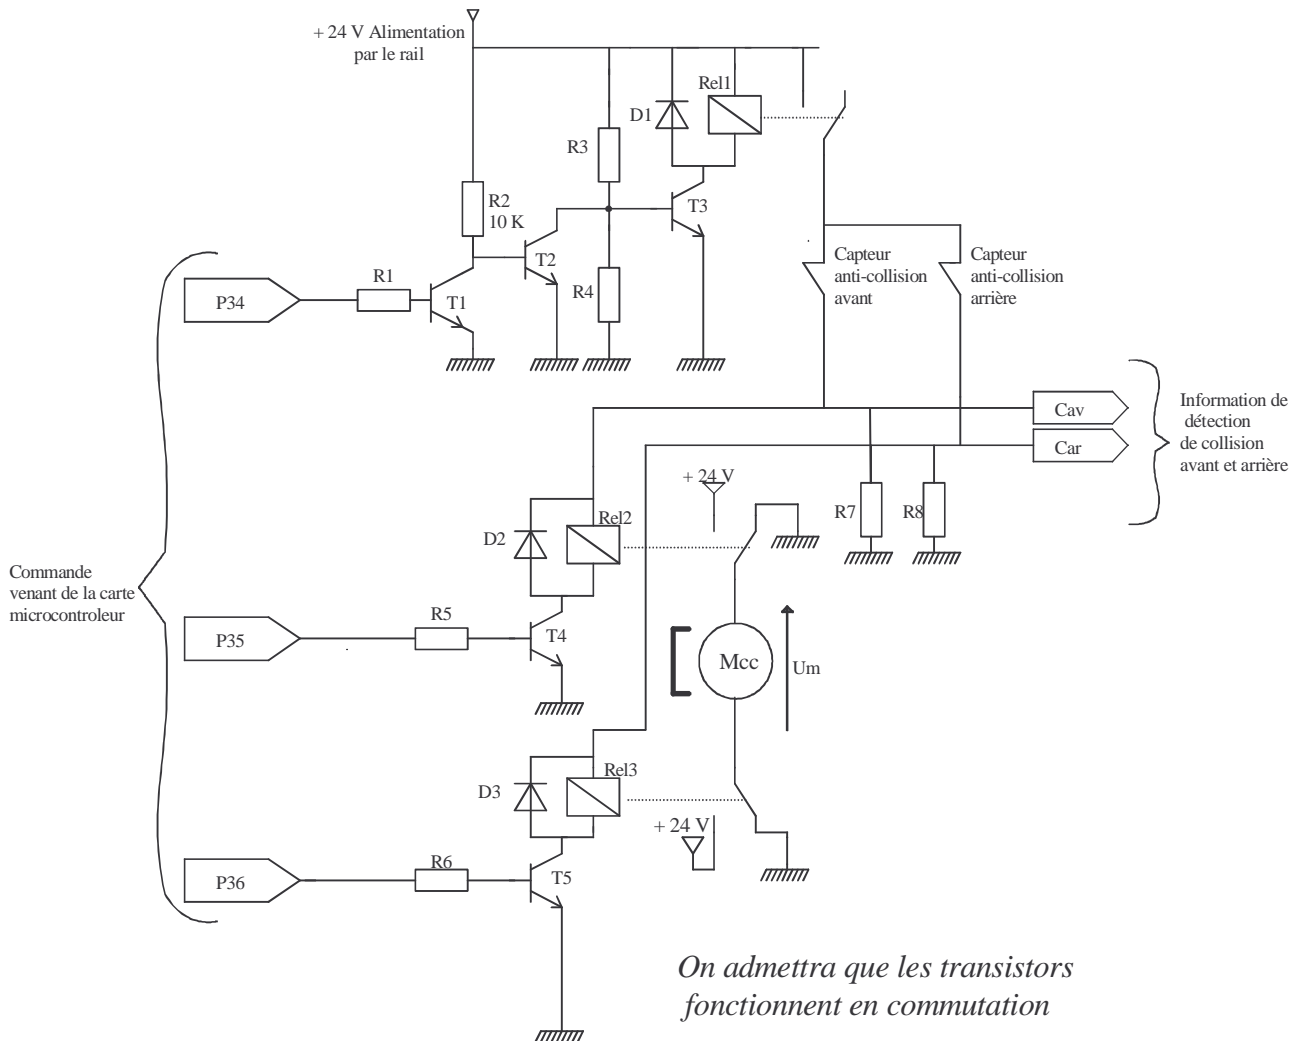 + 24 V Alimentation
par le rail
Rel1
D1
R3
R2
10 K
T3
T2
R4
R1
P34
T1
Capteur
anti-collision
avant
Capteur
anti-collision
arrière
Cav
Car
Information de
détection
de collision
avant et arrière
+ 24 V
R7
R8
Rel2
D2
Commande
venant de la carte
microcontroleur
R5
P35
T4
Mcc
Um
Rel3
D3
+ 24 V
R6
P36
T5
On admettra que les transistors
fonctionnent en commutation